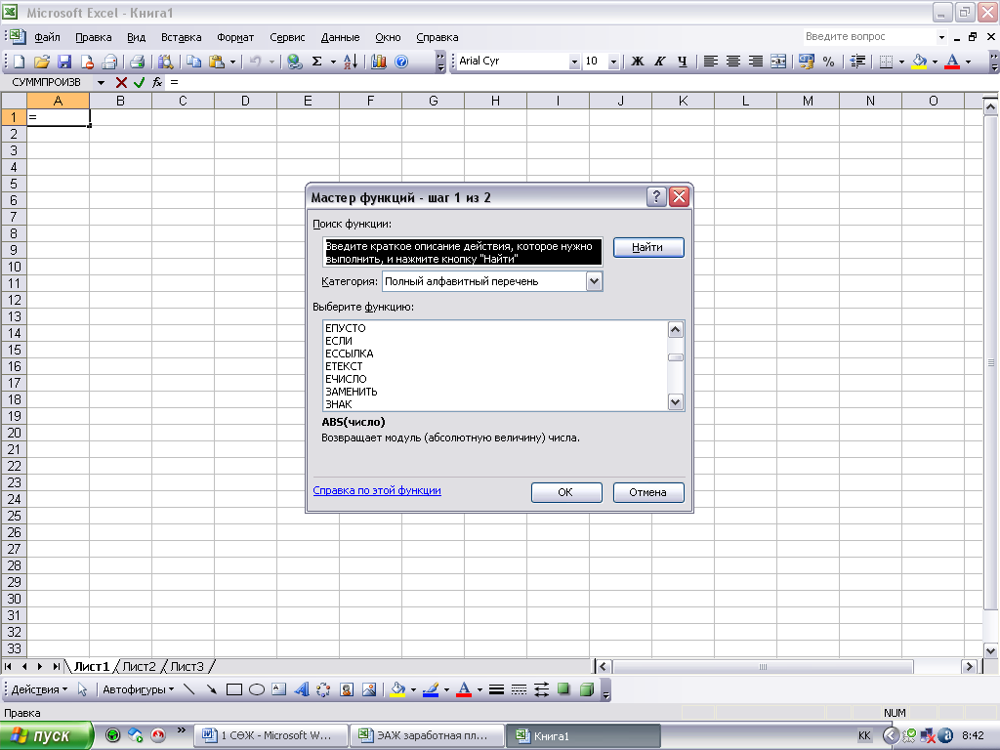 Microsoft Excel - Книга1
Файл Правка Вид Вставка Формат Сервис Данные Окно Справка Введите вопрос
Arial Cyr 10 Ж К Ч %
СУММПРОИЗВ fx =
A B C D E F G H I J K L M N O
1 =
2
3
4
5
6
7
8
9
10
11
12
13
14
15
16
17
18
19
20
21
22
23
24
25
26
27
28
29
30
31
32
33
Мастер функций - шаг 1 из 2
Поиск функции:
Введите краткое описание действия, которое нужно
выполнить, и нажмите кнопку "Найти"
Найти
Категория: Полный алфавитный перечень
Выберите функцию:
ЕПУСТО
ЕСЛИ
ЕССЫЛКА
ЕТЕКСТ
ЕЧИСЛО
ЗАМЕНИТЬ
ЗНАК
ABS(число)
Возвращает модуль (абсолютную величину) числа.
Справка по этой функции
ОК
Отмена
Лист1 Лист2 Лист3
Действия Автофигуры
Правка NUM
пуск 1 СӨЖ - Microsoft W... ЭАЖ заработная пл... Книга1 KK 8:42